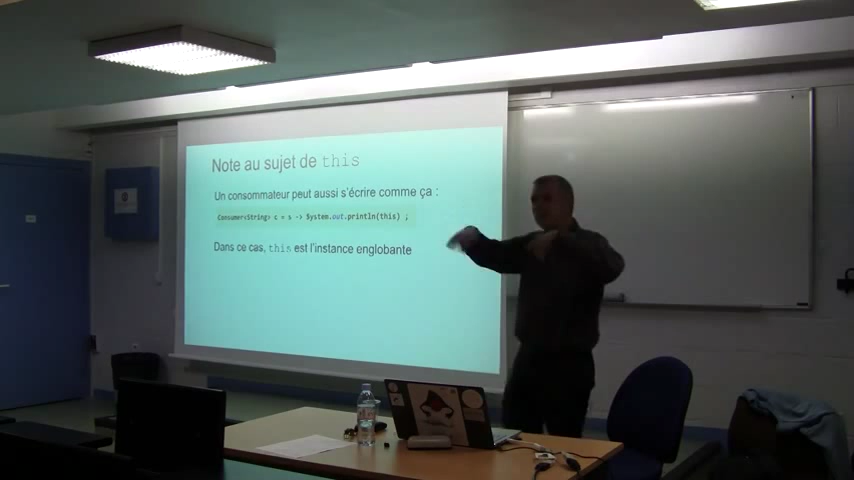 Note au sujet de this
Un consommateur peut aussi s'écrire comme ça :
Consumer<String> c = s -> System.out.println(this) ;
Dans ce cas, this est l'instance englobante